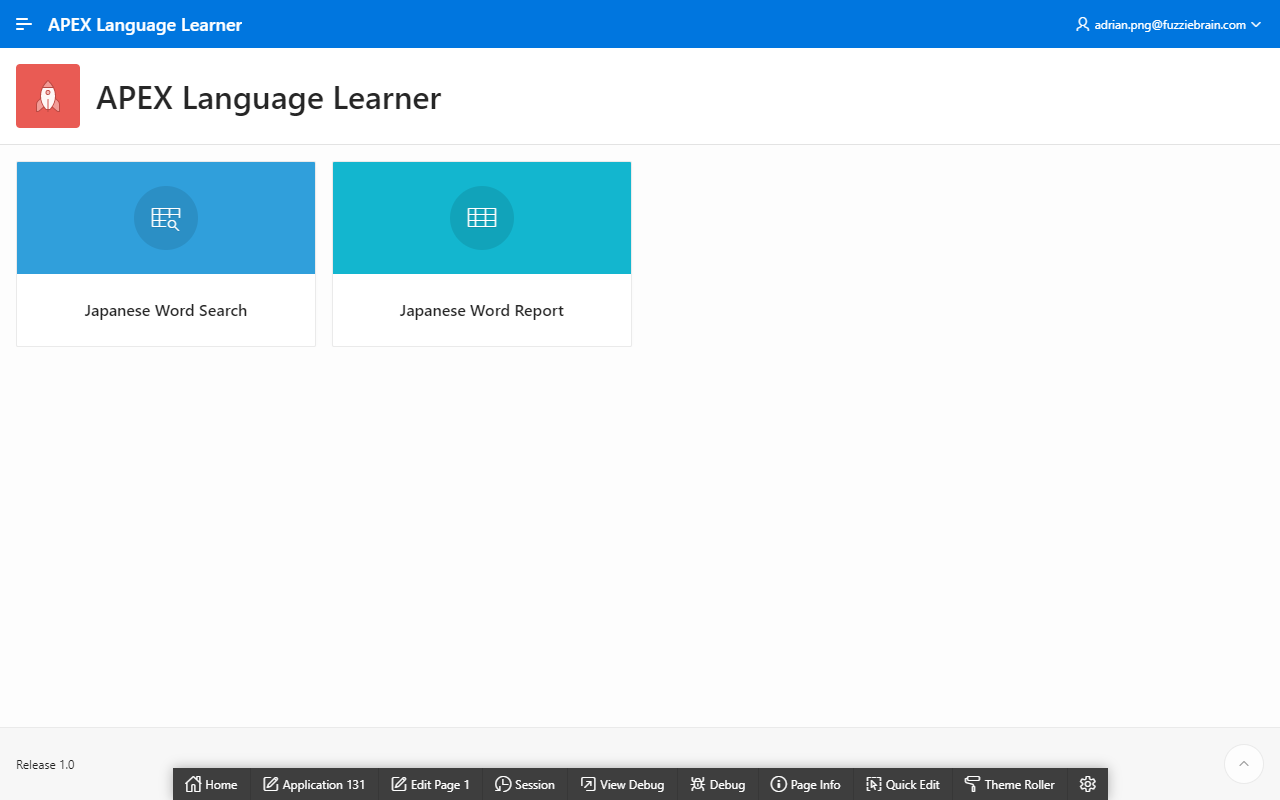 APEX Language Learner
adrian.png@fuzziebrain.com
APEX Language Learner
Japanese Word Search
Japanese Word Report
Release 1.0
Home
Application 131
Edit Page 1
Session
View Debug
Debug
Page Info
Quick Edit
Theme Roller